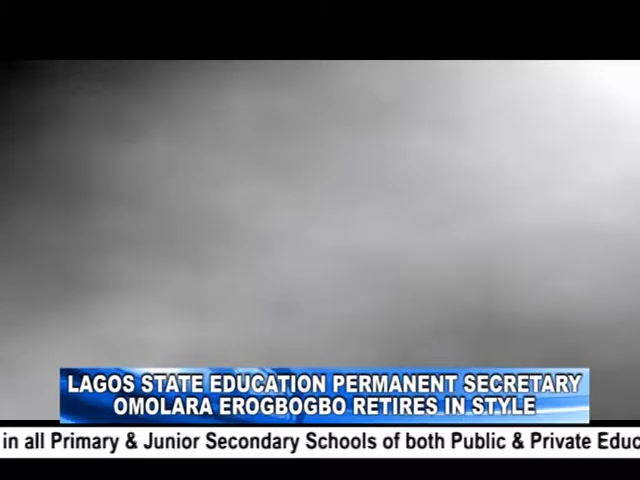 LAGOS STATE EDUCATION PERMANENT SECRETARY
OMOLARA EROGBOGBO RETIRES IN STYLE
in all Primary & Junior Secondary Schools of both Public & Private Educ